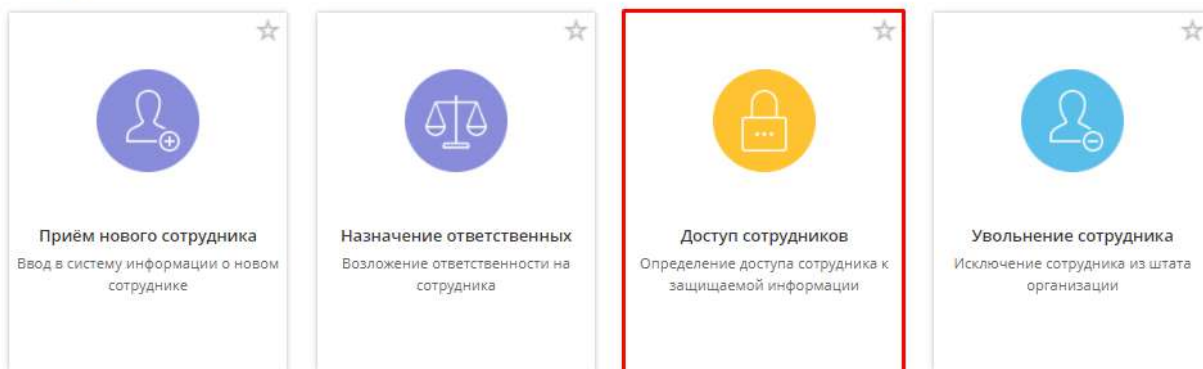 Приём нового сотрудника
Ввод в систему информации о новом
сотруднике
Назначение ответственных
Возложение ответственности на
сотрудника
Доступ сотрудников
Определение доступа сотрудника к
защищаемой информации
Увольнение сотрудника
Исключение сотрудника из штата
организации